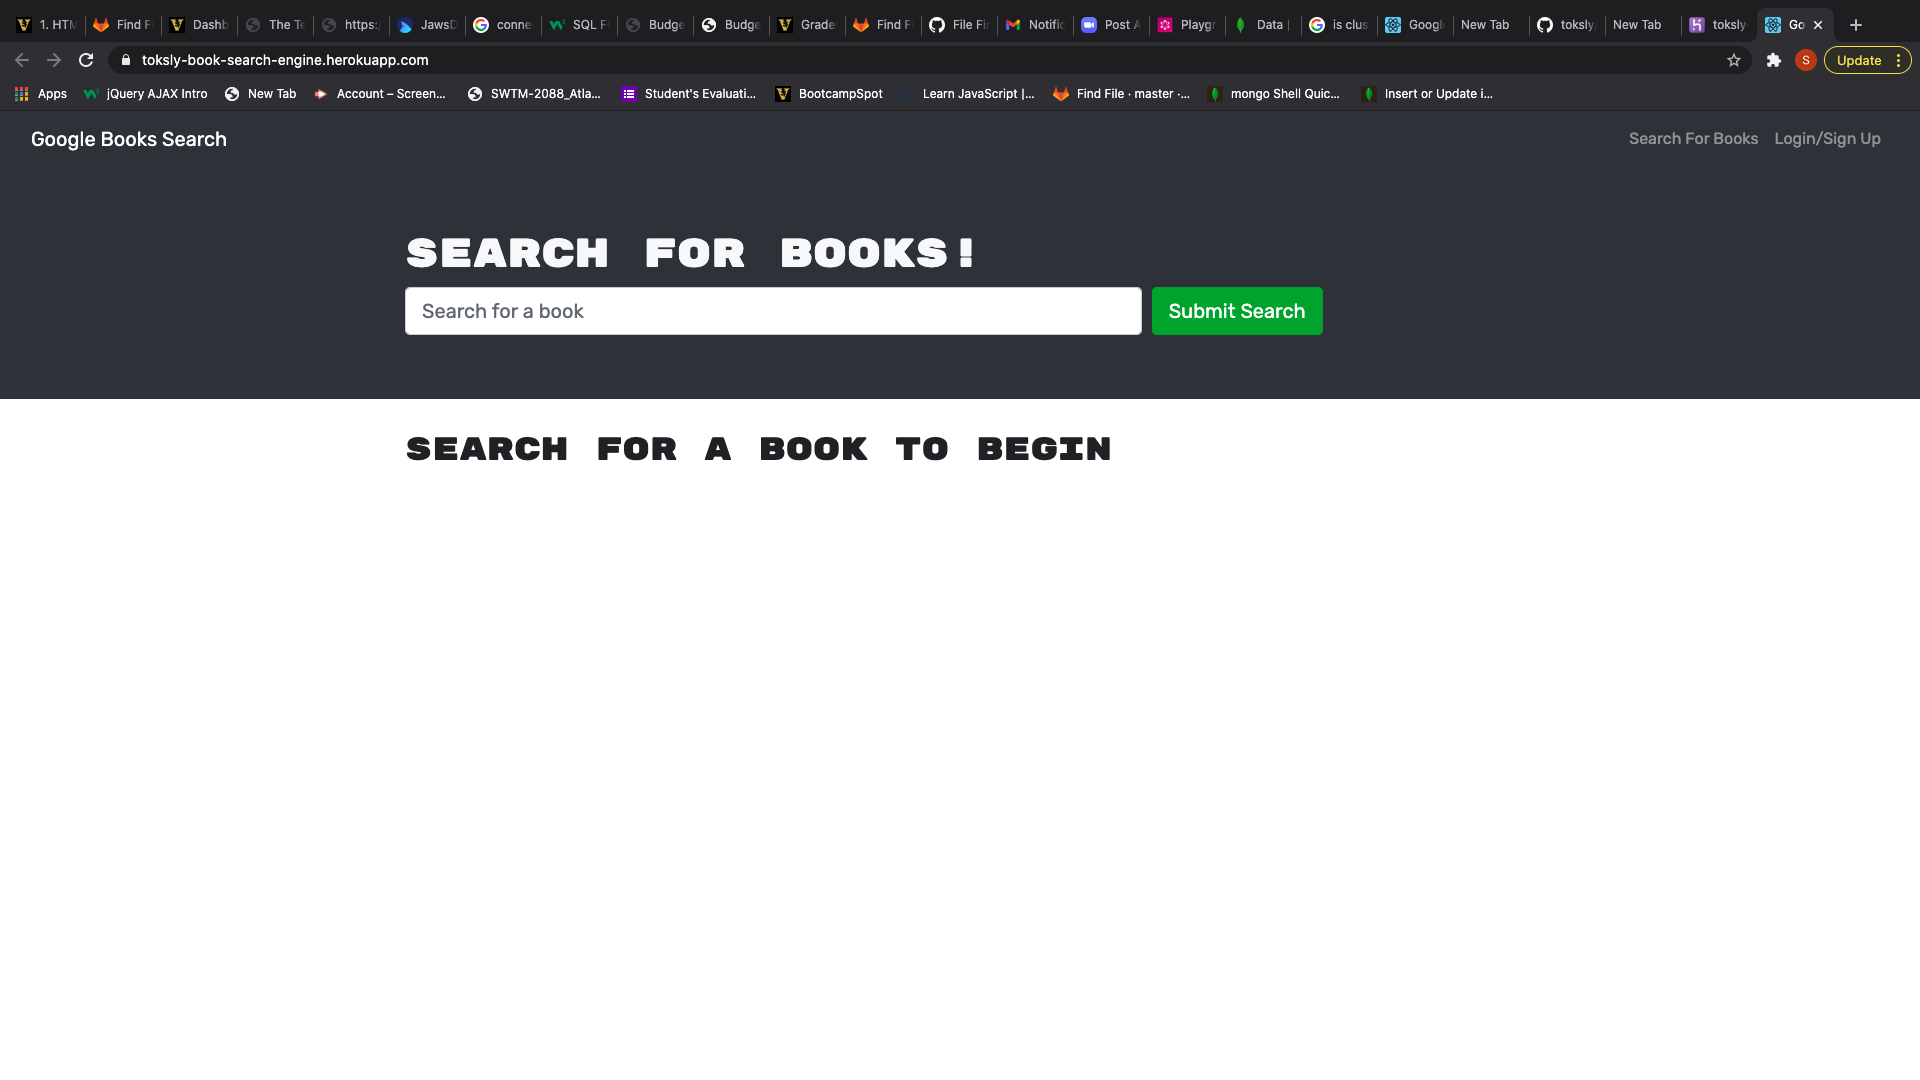 1. HTM Find F Dashb The Te https:/ JawsD conne SQL F Budge Budge Grade Find F File Fin Notific Post A Playgr Data is clus Googl New Tab toksly New Tab toksly Go
toksly-book-search-engine.herokuapp.com S Update
Apps jQuery AJAX Intro New Tab Account – Screen... SWTM-2088_Atla... Student's Evaluati... BootcampSpot Learn JavaScript |... Find File · master ·... mongo Shell Quic... Insert or Update i...
Google Books Search Search For Books Login/Sign Up
SEARCH FOR BOOKS!
Search for a book Submit Search
SEARCH FOR A BOOK TO BEGIN